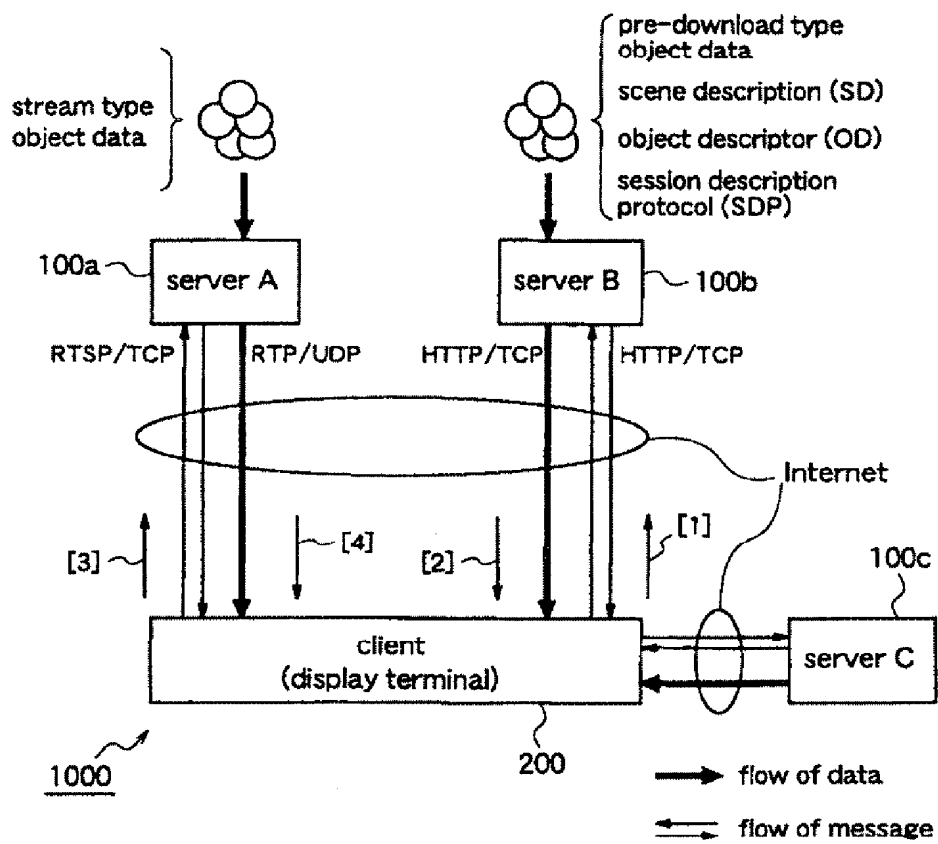 stream type
object data
pre-download type
object data
scene description (SD)
object descriptor (OD)
session description
protocol (SDP)
100a
server A
server B
100b
RTSP/TCP
RTP/UDP
HTTP/TCP
HTTP/TCP
Internet
[3]
[4]
[2]
[1]
100c
client
(display terminal)
server C
200
1000
flow of data
flow of message